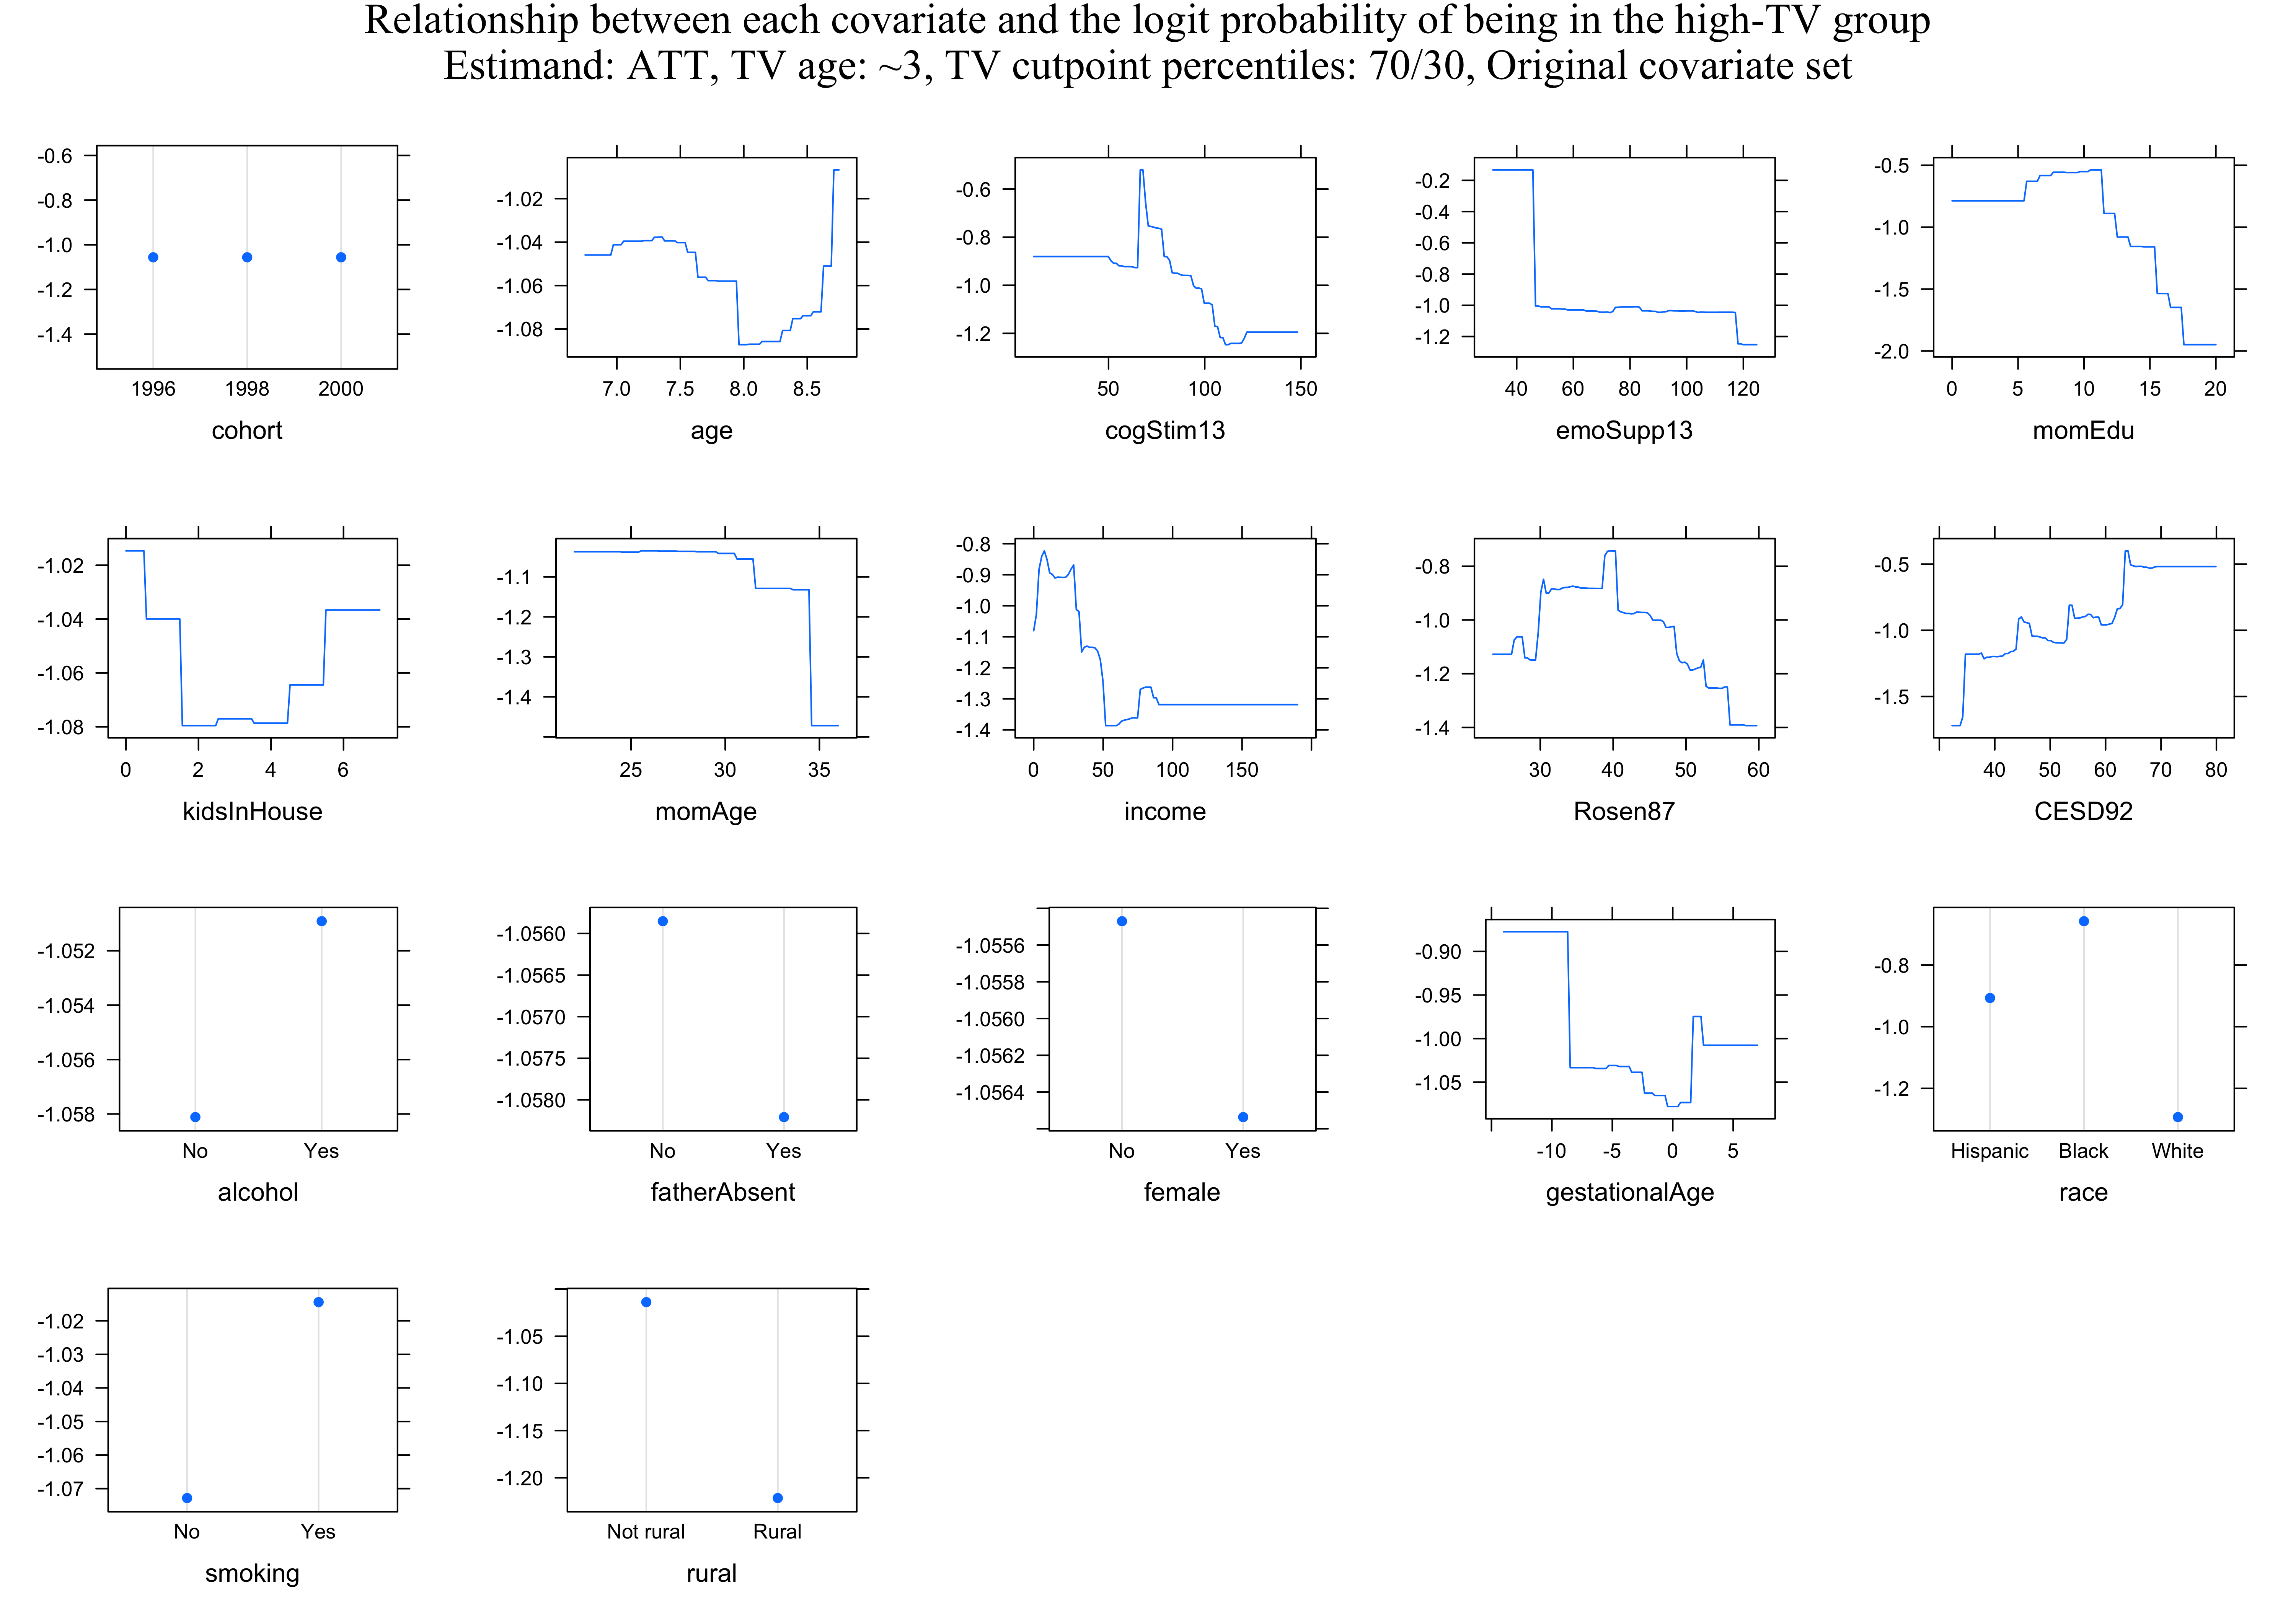 Relationship between each covariate and the logit probability of being in the high-TV group
Estimand: ATT, TV age: ~3, TV cutpoint percentiles: 70/30, Original covariate set
-0.6
-0.8
-1.0
-1.2
-1.4
1996 1998 2000
cohort
-1.02
-1.04
-1.06
-1.08
7.0 7.5 8.0 8.5
age
-0.6
-0.8
-1.0
-1.2
50 100 150
cogStim13
-0.2
-0.4
-0.6
-0.8
-1.0
-1.2
40 60 80 100 120
emoSupp13
-0.5
-1.0
-1.5
-2.0
0 5 10 15 20
momEdu
-1.02
-1.04
-1.06
-1.08
0 2 4 6
kidsInHouse
-1.1
-1.2
-1.3
-1.4
25 30 35
momAge
-0.8
-0.9
-1.0
-1.1
-1.2
-1.3
-1.4
0 50 100 150
income
-0.8
-1.0
-1.2
-1.4
30 40 50 60
Rosen87
-0.5
-1.0
-1.5
40 50 60 70 80
CESD92
-1.052
-1.054
-1.056
-1.058
No Yes
alcohol
-1.0560
-1.0565
-1.0570
-1.0575
-1.0580
No Yes
fatherAbsent
-1.0556
-1.0558
-1.0560
-1.0562
-1.0564
No Yes
female
-0.90
-0.95
-1.00
-1.05
-10 -5 0 5
gestationalAge
-0.8
-1.0
-1.2
Hispanic Black White
race
-1.02
-1.03
-1.04
-1.05
-1.06
-1.07
No Yes
smoking
-1.05
-1.10
-1.15
-1.20
Not rural Rural
rural